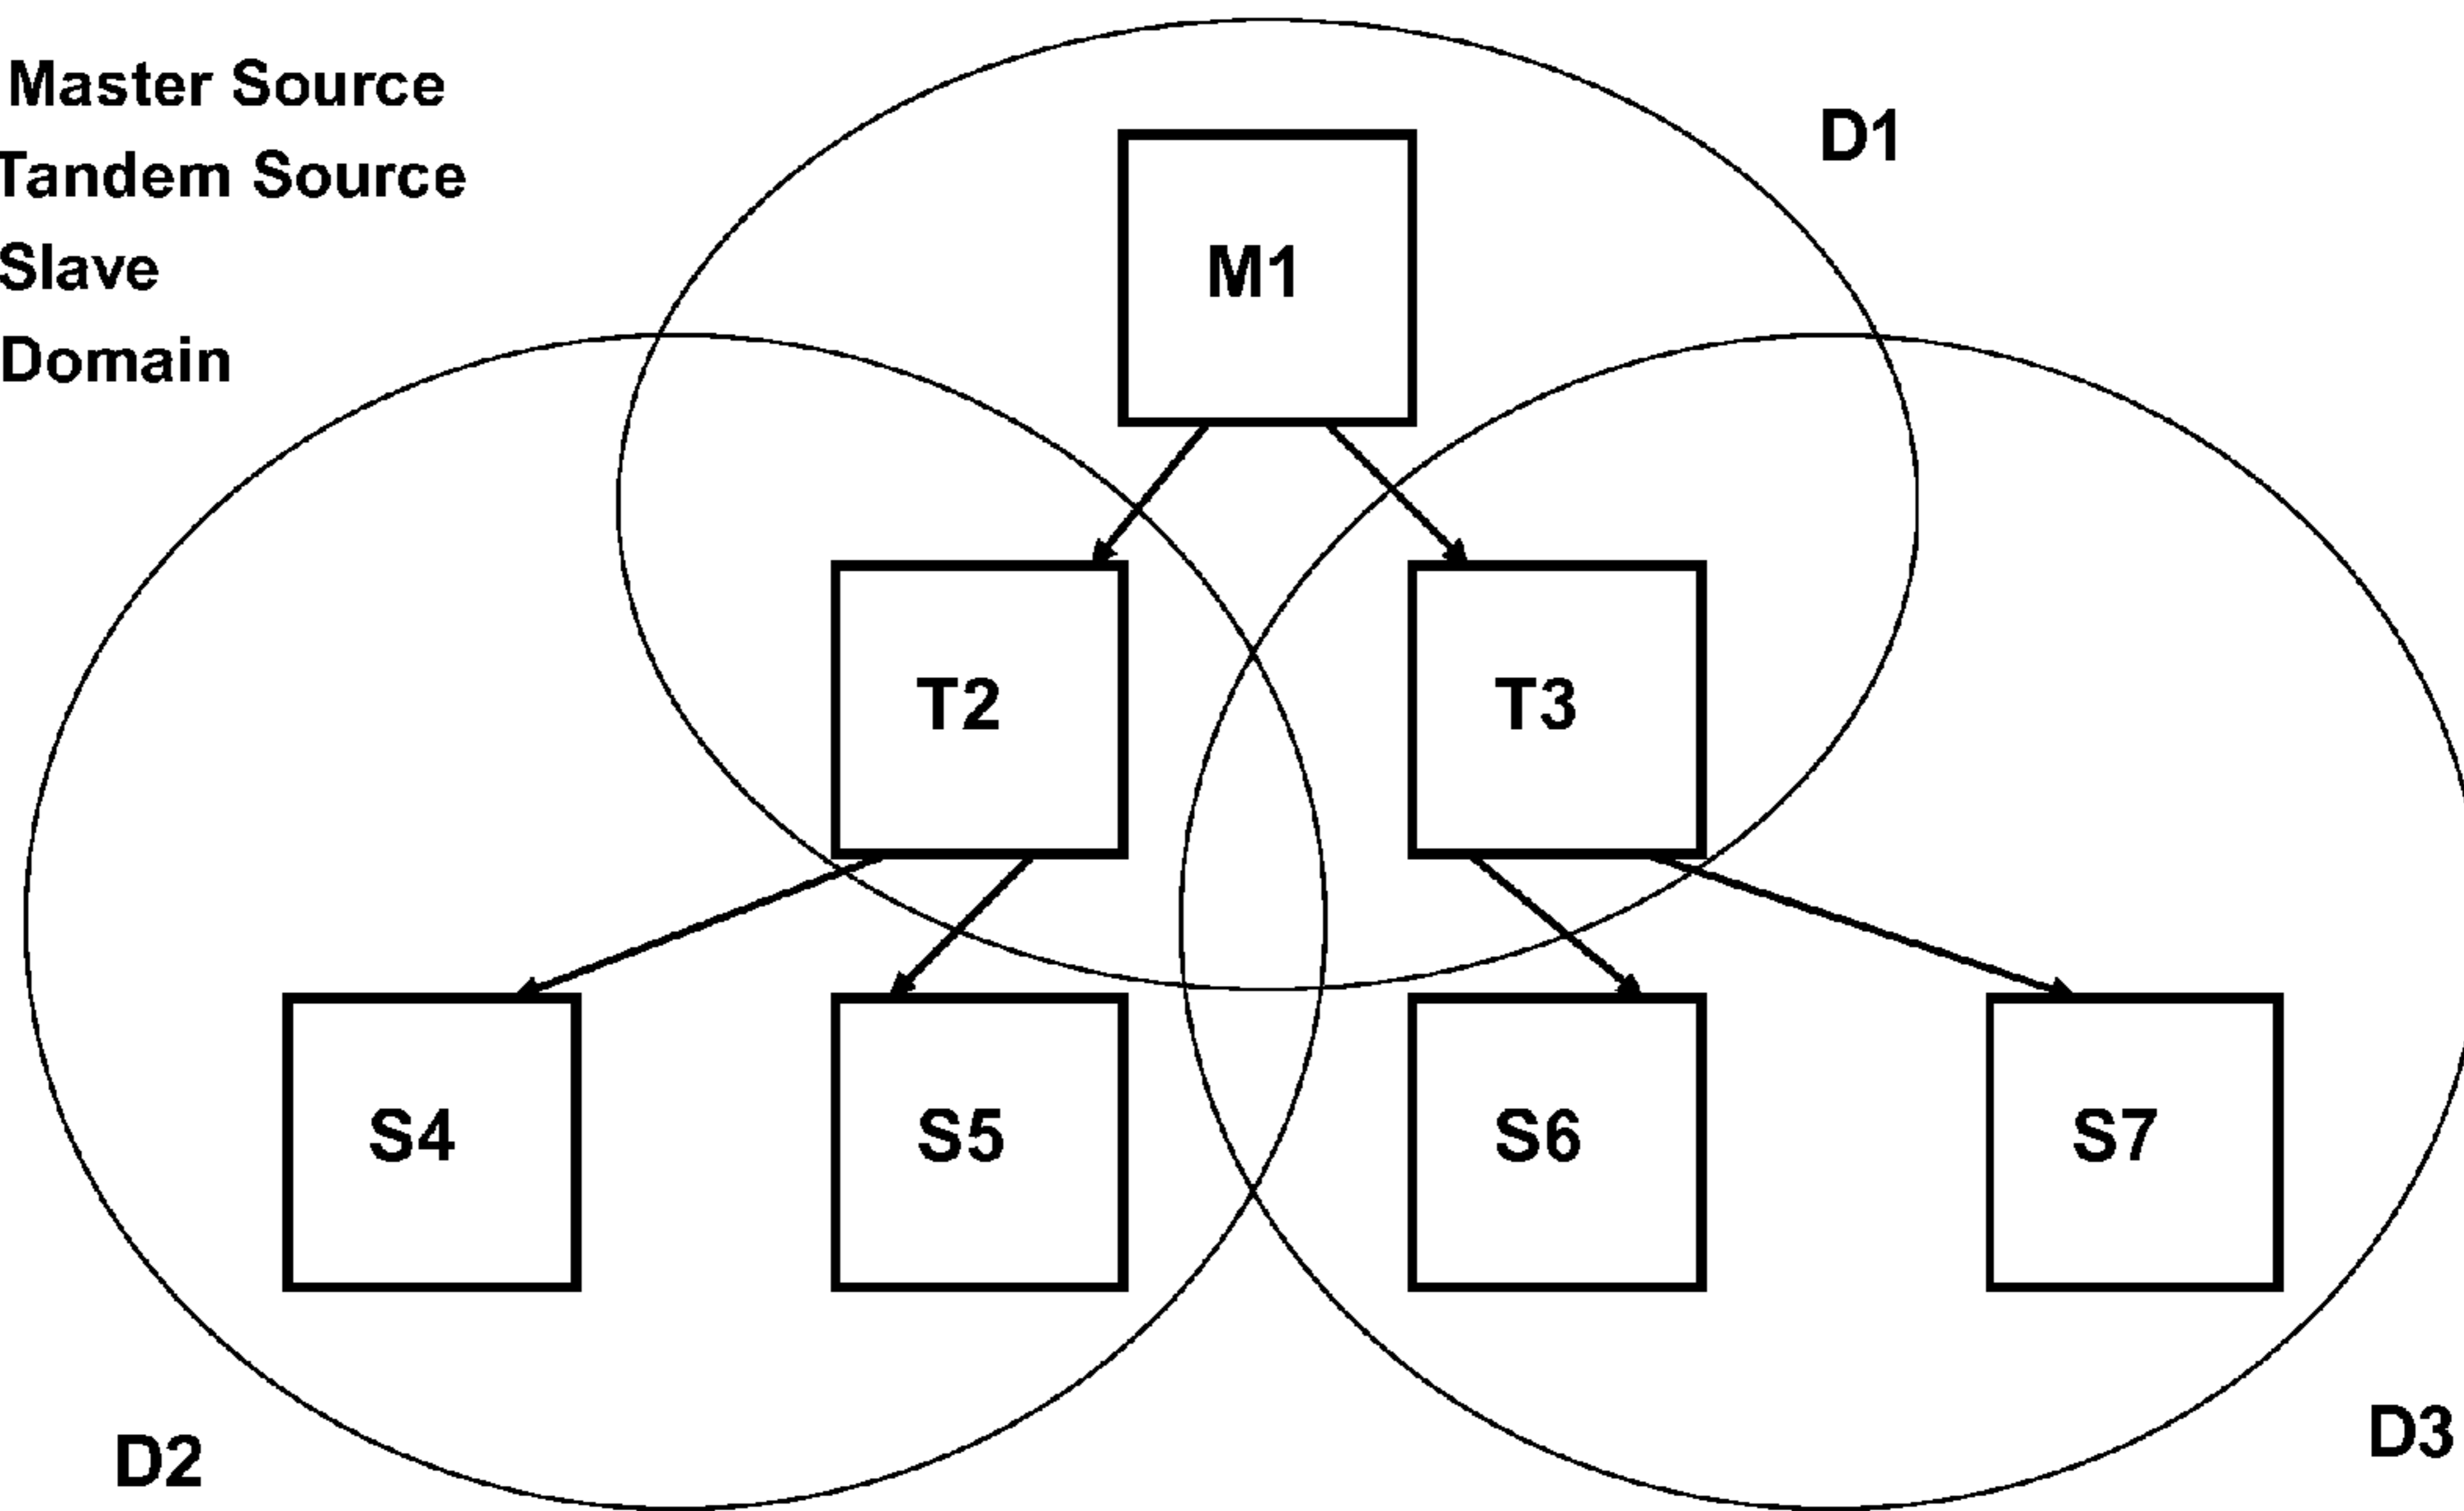 Master Source
Tandem Source
Slave
Domain
D1
M1
T2
T3
S4
S5
S6
S7
D2
D3